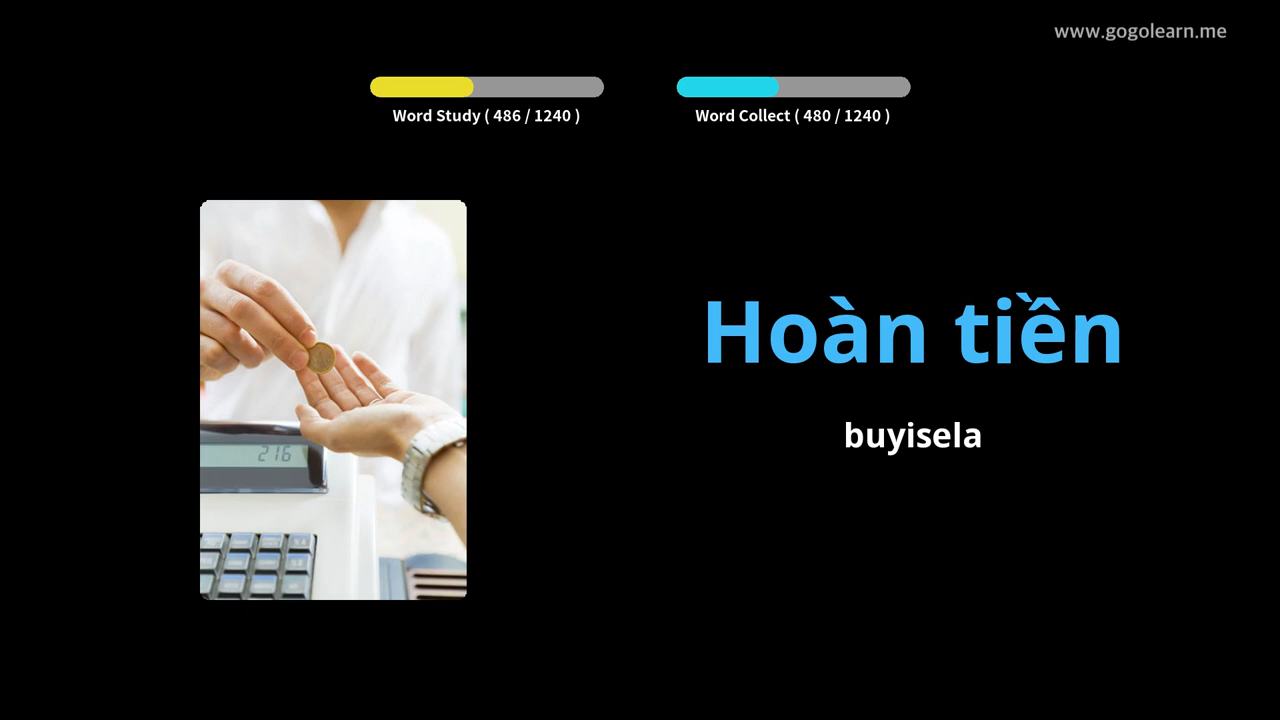 www.gogolearn.me
Word Study ( 486 / 1240 )
Word Collect ( 480 / 1240 )
Hoàn tiền
buyisela
216